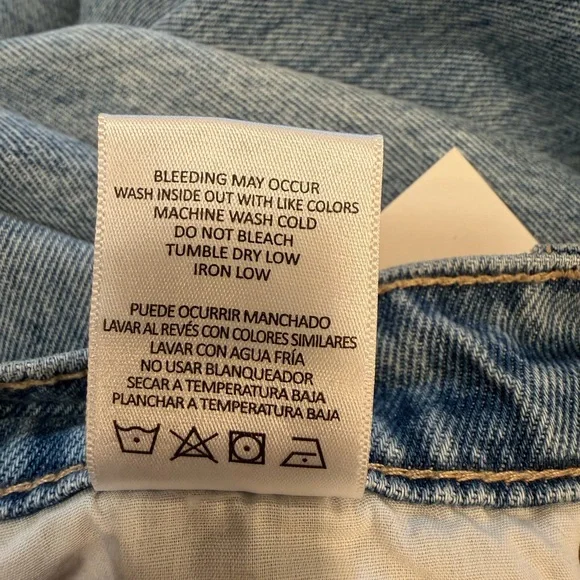 BLEEDING MAY OCCUR
WASH INSIDE OUT WITH LIKE COLORS
MACHINE WASH COLD
DO NOT BLEACH
TUMBLE DRY LOW
IRON LOW
PUEDE OCURRIR MANCHADO
LAVAR AL REVÉS CON COLORES SIMILARES
LAVAR CON AGUA FRÍA
NO USAR BLANQUEADOR
SECAR A TEMPERATURA BAJA
PLANCHAR A TEMPERATURA BAJA